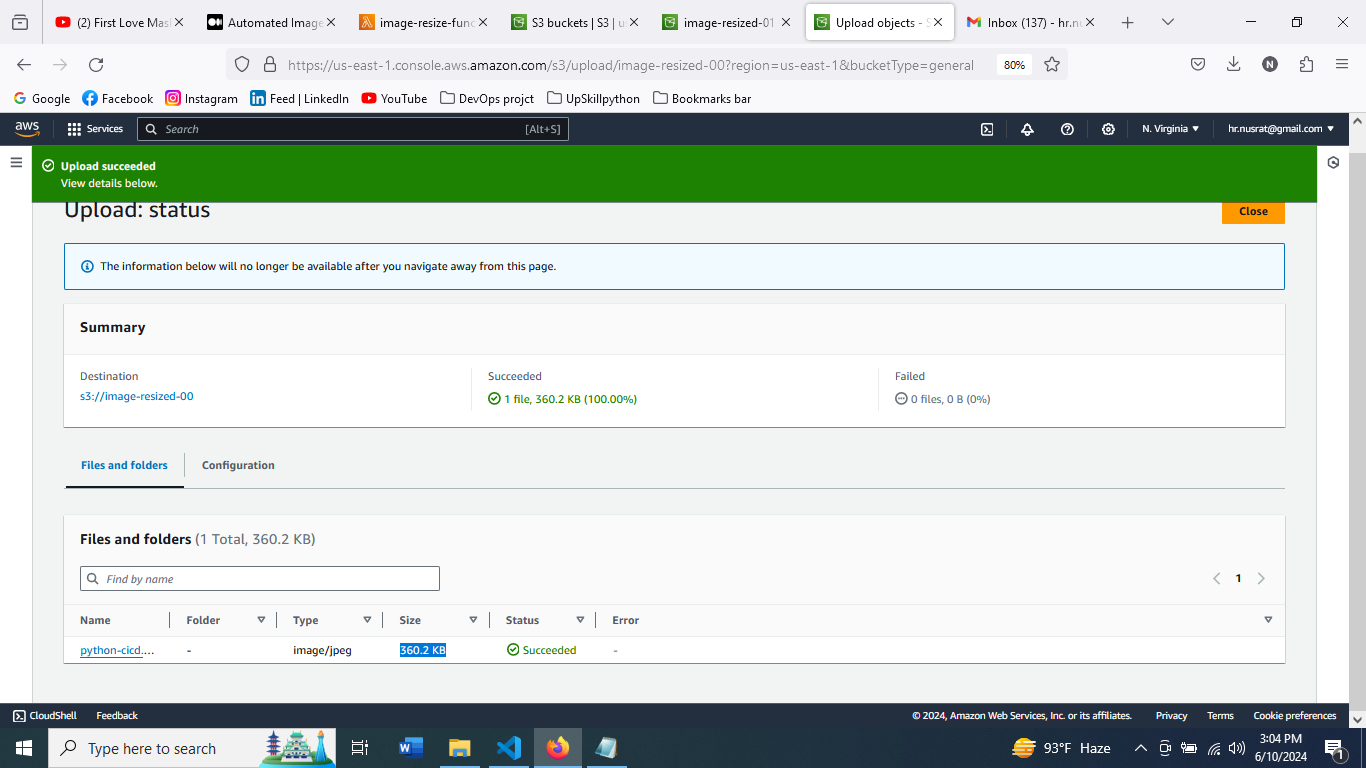 (2) First Love Mas
Automated Image
image-resize-func
S3 buckets | S3 | u
image-resized-01
Upload objects - S
Inbox (137) - hr.nu
https://us-east-1.console.aws.amazon.com/s3/upload/image-resized-00?region=us-east-1&bucketType=general
80%
Google
Facebook
Instagram
Feed | LinkedIn
YouTube
DevOps projct
UpSkillpython
Bookmarks bar
aws
Services
Search
[Alt+S]
N. Virginia
hr.nusrat@gmail.com
Upload succeeded
View details below.
Upload: status
Close
The information below will no longer be available after you navigate away from this page.
Summary
Destination
s3://image-resized-00
Succeeded
1 file, 360.2 KB (100.00%)
Failed
0 files, 0 B (0%)
Files and folders
Configuration
Files and folders (1 Total, 360.2 KB)
Find by name
1
Name
Folder
Type
Size
Status
Error
python-cicd....
-
image/jpeg
360.2 KB
Succeeded
-
CloudShell
Feedback
© 2024, Amazon Web Services, Inc. or its affiliates.
Privacy
Terms
Cookie preferences
Type here to search
93°F Haze
3:04 PM
6/10/2024
1